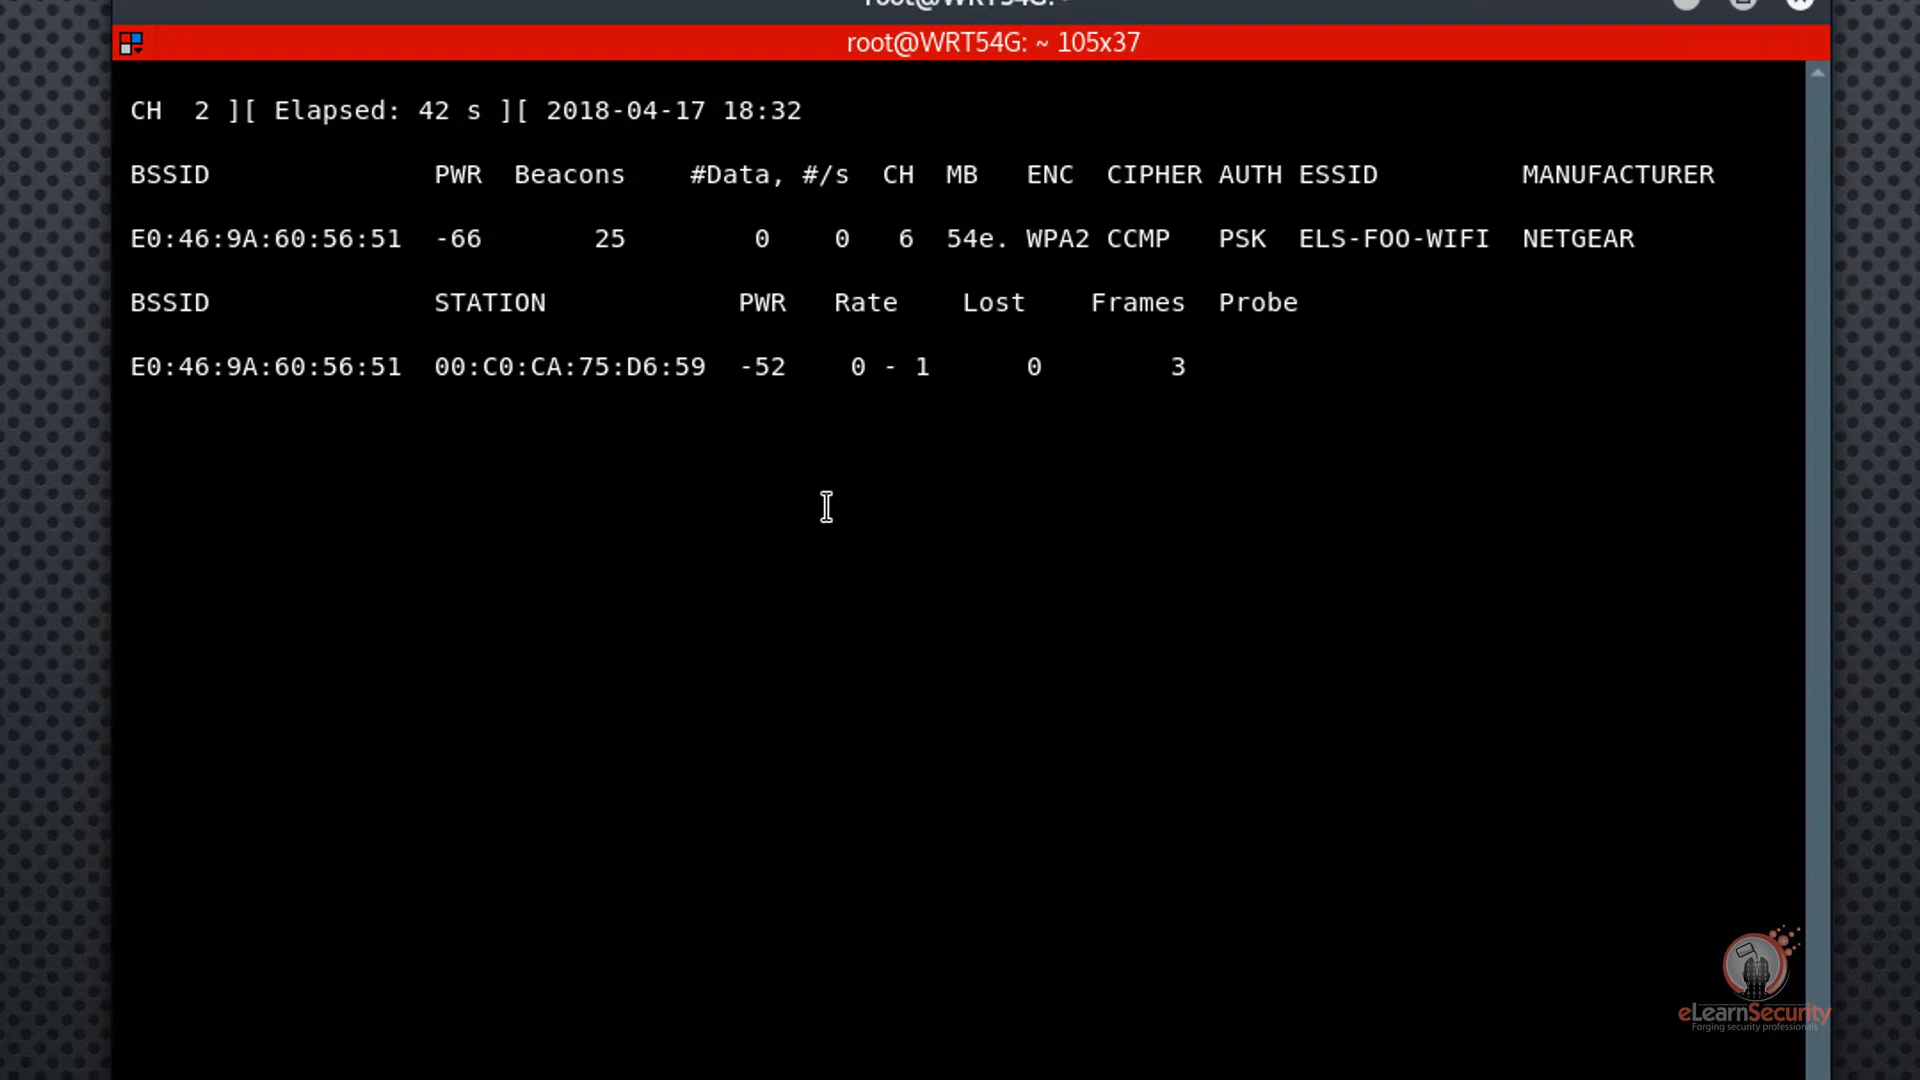 root@WRT54G: ~
root@WRT54G: ~ 105x37
CH  2 ][ Elapsed: 42 s ][ 2018-04-17 18:32
BSSID              PWR  Beacons    #Data, #/s  CH  MB   ENC  CIPHER AUTH ESSID         MANUFACTURER
E0:46:9A:60:56:51  -66       25        0    0   6  54e. WPA2 CCMP   PSK  ELS-FOO-WIFI  NETGEAR
BSSID              STATION            PWR   Rate    Lost    Frames  Probe
E0:46:9A:60:56:51  00:C0:CA:75:D6:59  -52    0 - 1      0        3
eLearnSecurity
Forging security professionals